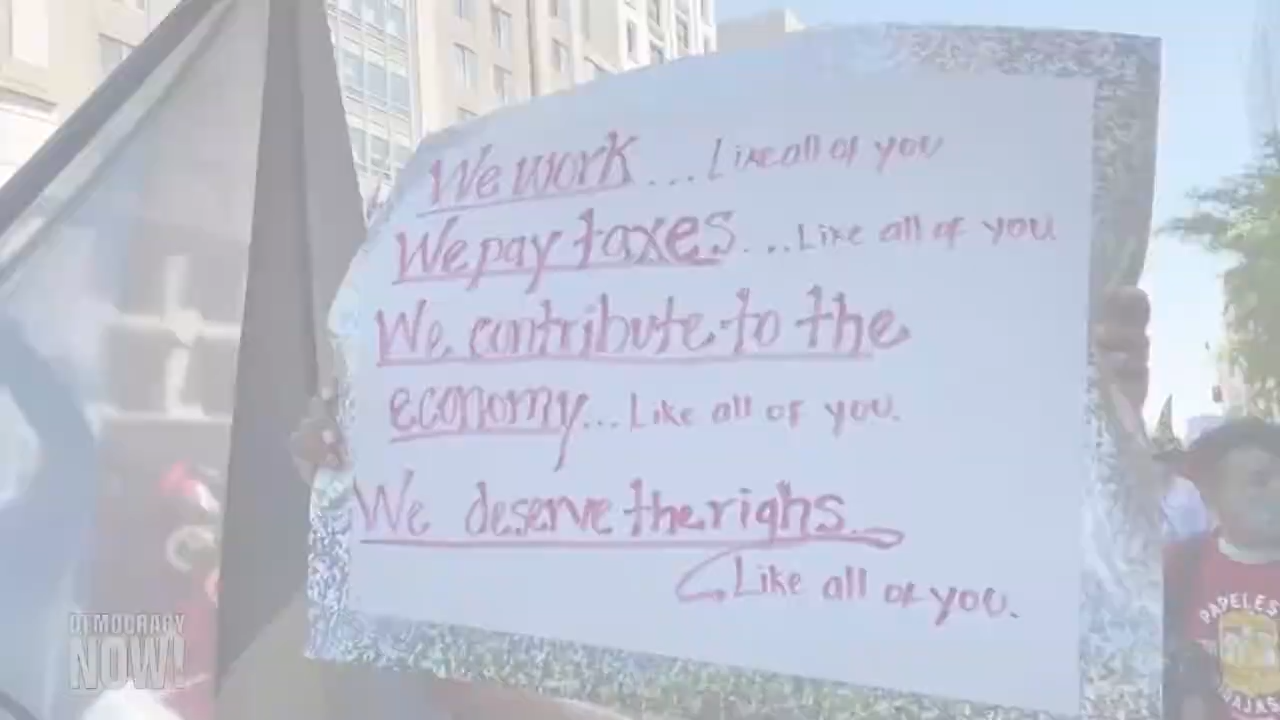 We work...Like all of you
We pay taxes...Like all of you
We contribute to the
economy...Like all of you.
We deserve the righs
Like all of you.
DEMOCRACY
NOW!
PAPELES